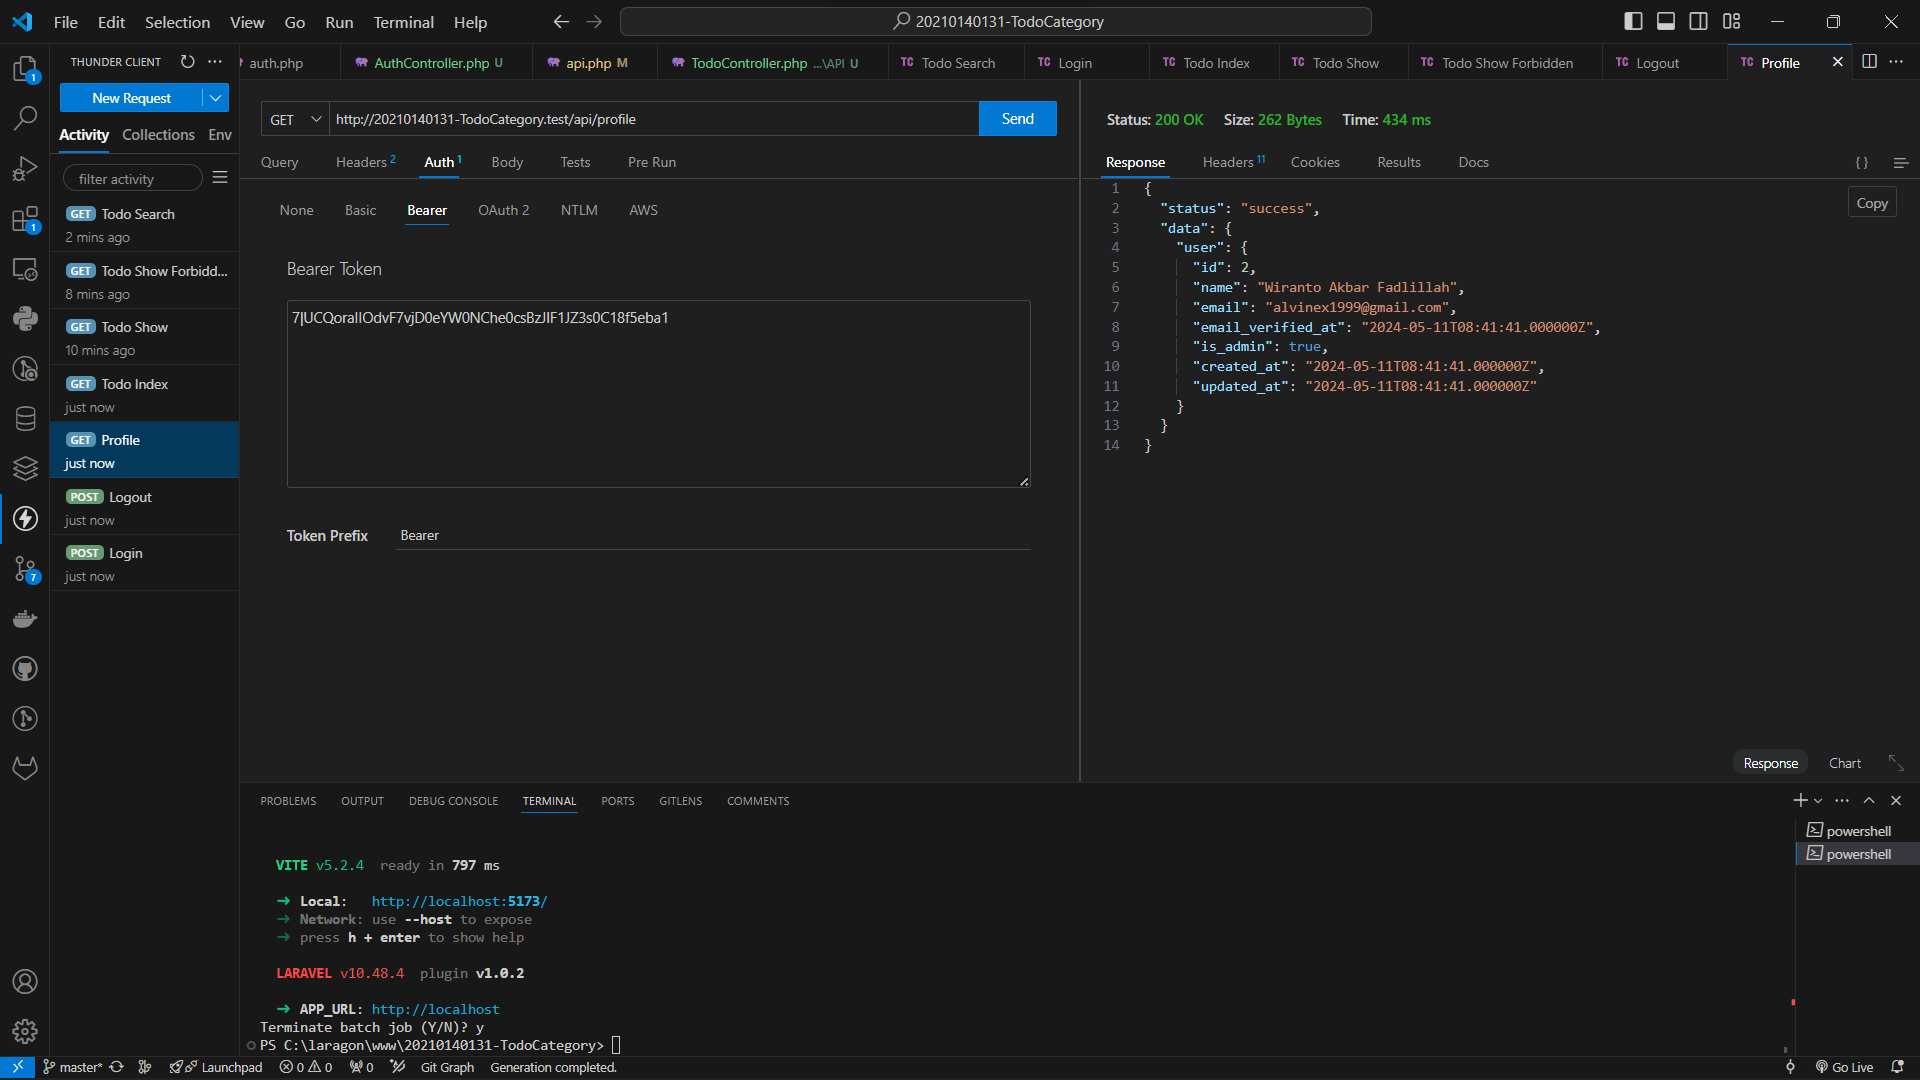 File Edit Selection View Go Run Terminal Help
20210140131-TodoCategory
THUNDER CLIENT
auth.php
AuthController.php U
api.php M
TodoController.php ...\API U
TC Todo Search
TC Login
TC Todo Index
TC Todo Show
TC Todo Show Forbidden
TC Logout
TC Profile
New Request
Activity Collections Env
filter activity
GET Todo Search
2 mins ago
GET Todo Show Forbidd...
8 mins ago
GET Todo Show
10 mins ago
GET Todo Index
just now
GET Profile
just now
POST Logout
just now
POST Login
just now
1
1
7
GET http://20210140131-TodoCategory.test/api/profile Send
Query Headers 2 Auth 1 Body Tests Pre Run
None Basic Bearer OAuth 2 NTLM AWS
Bearer Token
Token Prefix Bearer
Status: 200 OK Size: 262 Bytes Time: 434 ms
Response Headers 11 Cookies Results Docs { }
Copy
1 {
2 "status": "success",
3 "data": {
4 "user": {
5 "id": 2,
6 "name": "Wiranto Akbar Fadlillah",
7 "email": "alvinex1999@gmail.com",
8 "email_verified_at": "2024-05-11T08:41:41.000000Z",
9 "is_admin": true,
10 "created_at": "2024-05-11T08:41:41.000000Z",
11 "updated_at": "2024-05-11T08:41:41.000000Z"
12 }
13 }
14 }
Response Chart
PROBLEMS OUTPUT DEBUG CONSOLE TERMINAL PORTS GITLENS COMMENTS
powershell
powershell
VITE v5.2.4 ready in 797 ms
➜ Local: http://localhost:5173/
➜ Network: use --host to expose
➜ press h + enter to show help
LARAVEL v10.48.4 plugin v1.0.2
➜ APP_URL: http://localhost
Terminate batch job (Y/N)? y
PS C:\laragon\www\20210140131-TodoCategory>
master* Launchpad 0 0 0 Git Graph Generation completed. Go Live